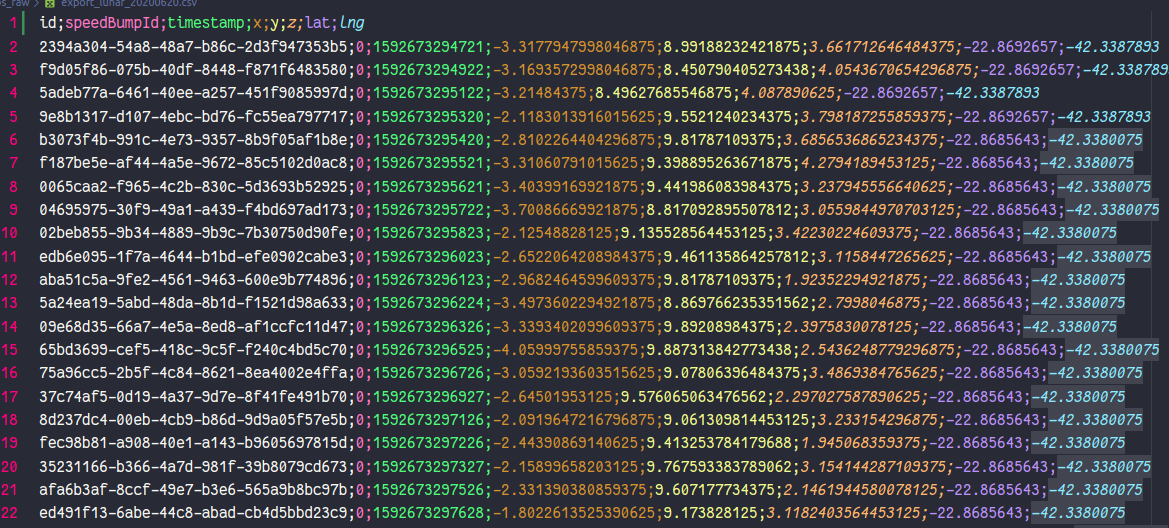 os_raw > export_lunar_20200620.csv
1 id;speedBumpId;timestamp;x;y;z;lat;lng
2 2394a304-54a8-48a7-b86c-2d3f947353b5;0;1592673294721;-3.3177947998046875;8.99188232421875;3.661712646484375;-22.8692657;-42.3387893
3 f9d05f86-075b-40df-8448-f871f6483580;0;1592673294922;-3.1693572998046875;8.450790405273438;4.0543670654296875;-22.8692657;-42.338789
4 5adeb77a-6461-40ee-a257-451f9085997d;0;1592673295122;-3.21484375;8.49627685546875;4.087890625;-22.8692657;-42.3387893
5 9e8b1317-d107-4ebc-bd76-fc55ea797717;0;1592673295320;-2.1183013916015625;9.5521240234375;3.798187255859375;-22.8692657;-42.3387893
6 b3073f4b-991c-4e73-9357-8b9f05af1b8e;0;1592673295420;-2.8102264404296875;9.81787109375;3.6856536865234375;-22.8685643;-42.3380075
7 f187be5e-af44-4a5e-9672-85c5102d0ac8;0;1592673295521;-3.31060791015625;9.398895263671875;4.2794189453125;-22.8685643;-42.3380075
8 0065caa2-f965-4c2b-830c-5d3693b52925;0;1592673295621;-3.40399169921875;9.441986083984375;3.237945556640625;-22.8685643;-42.3380075
9 04695975-30f9-49a1-a439-f4bd697ad173;0;1592673295722;-3.70086669921875;8.817092895507812;3.0559844970703125;-22.8685643;-42.3380075
10 02beb855-9b34-4889-9b9c-7b30750d90fe;0;1592673295823;-2.12548828125;9.135528564453125;3.42230224609375;-22.8685643;-42.3380075
11 edb6e095-1f7a-4644-b1bd-efe0902cabe3;0;1592673296023;-2.6522064208984375;9.461135864257812;3.1158447265625;-22.8685643;-42.3380075
12 aba51c5a-9fe2-4561-9463-600e9b774896;0;1592673296123;-2.968246459960​9375;9.81787109375;1.923522949​21875;-22.8685643;-42.3380075
13 5a24ea19-5abd-48da-8b1d-f1521d98a633;0;1592673296224;-3.4973602294921875;8.869766235351562;2.7998046875;-22.8685643;-42.3380075
14 09e68d35-66a7-4e5a-8ed8-af1ccfc11d47;0;1592673296326;-3.3393402099609375;9.89208984375;2.3975830078125;-22.8685643;-42.3380075
15 65bd3699-cef5-418c-9c5f-f240c4bd5c70;0;1592673296525;-4.05999755859375;9.887313842773438;2.5436248779296875;-22.8685643;-42.3380075
16 75a96cc5-2b5f-4c84-8621-8ea4002e4ffa;0;1592673296726;-3.0592193603515625;9.07806396484375;3.4869384765625;-22.8685643;-42.3380075
17 37c74af5-0d19-4a37-9d7e-8f41fe491b70;0;1592673296927;-2.64501953125;9.576065063476562;2.297027587890625;-22.8685643;-42.3380075
18 8d237dc4-00eb-4cb9-b86d-9d9a05f57e5b;0;1592673297126;-2.0919647216796875;9.061309814453125;3.233154296875;-22.8685643;-42.3380075
19 fec98b81-a908-40e1-a143-b9605697815d;0;1592673297226;-2.44390869140625;9.413253784179688;1.945068359375;-22.8685643;-42.3380075
20 35231166-b366-4a7d-981f-39b8079cd673;0;1592673297327;-2.15899658203125;9.767593383789062;3.154144287109375;-22.8685643;-42.3380075
21 afa6b3af-8ccf-49e7-b3e6-565a9b8bc97b;0;1592673297526;-2.331390380859375;9.607177734375;2.1461944580078125;-22.8685643;-42.3380075
22 ed491f13-6abe-44c8-abad-cb4d5bbd23c9;0;1592673297628;-1.8022613525390625;9.173828125;3.1182403564453125;-22.8685643;-42.3380075